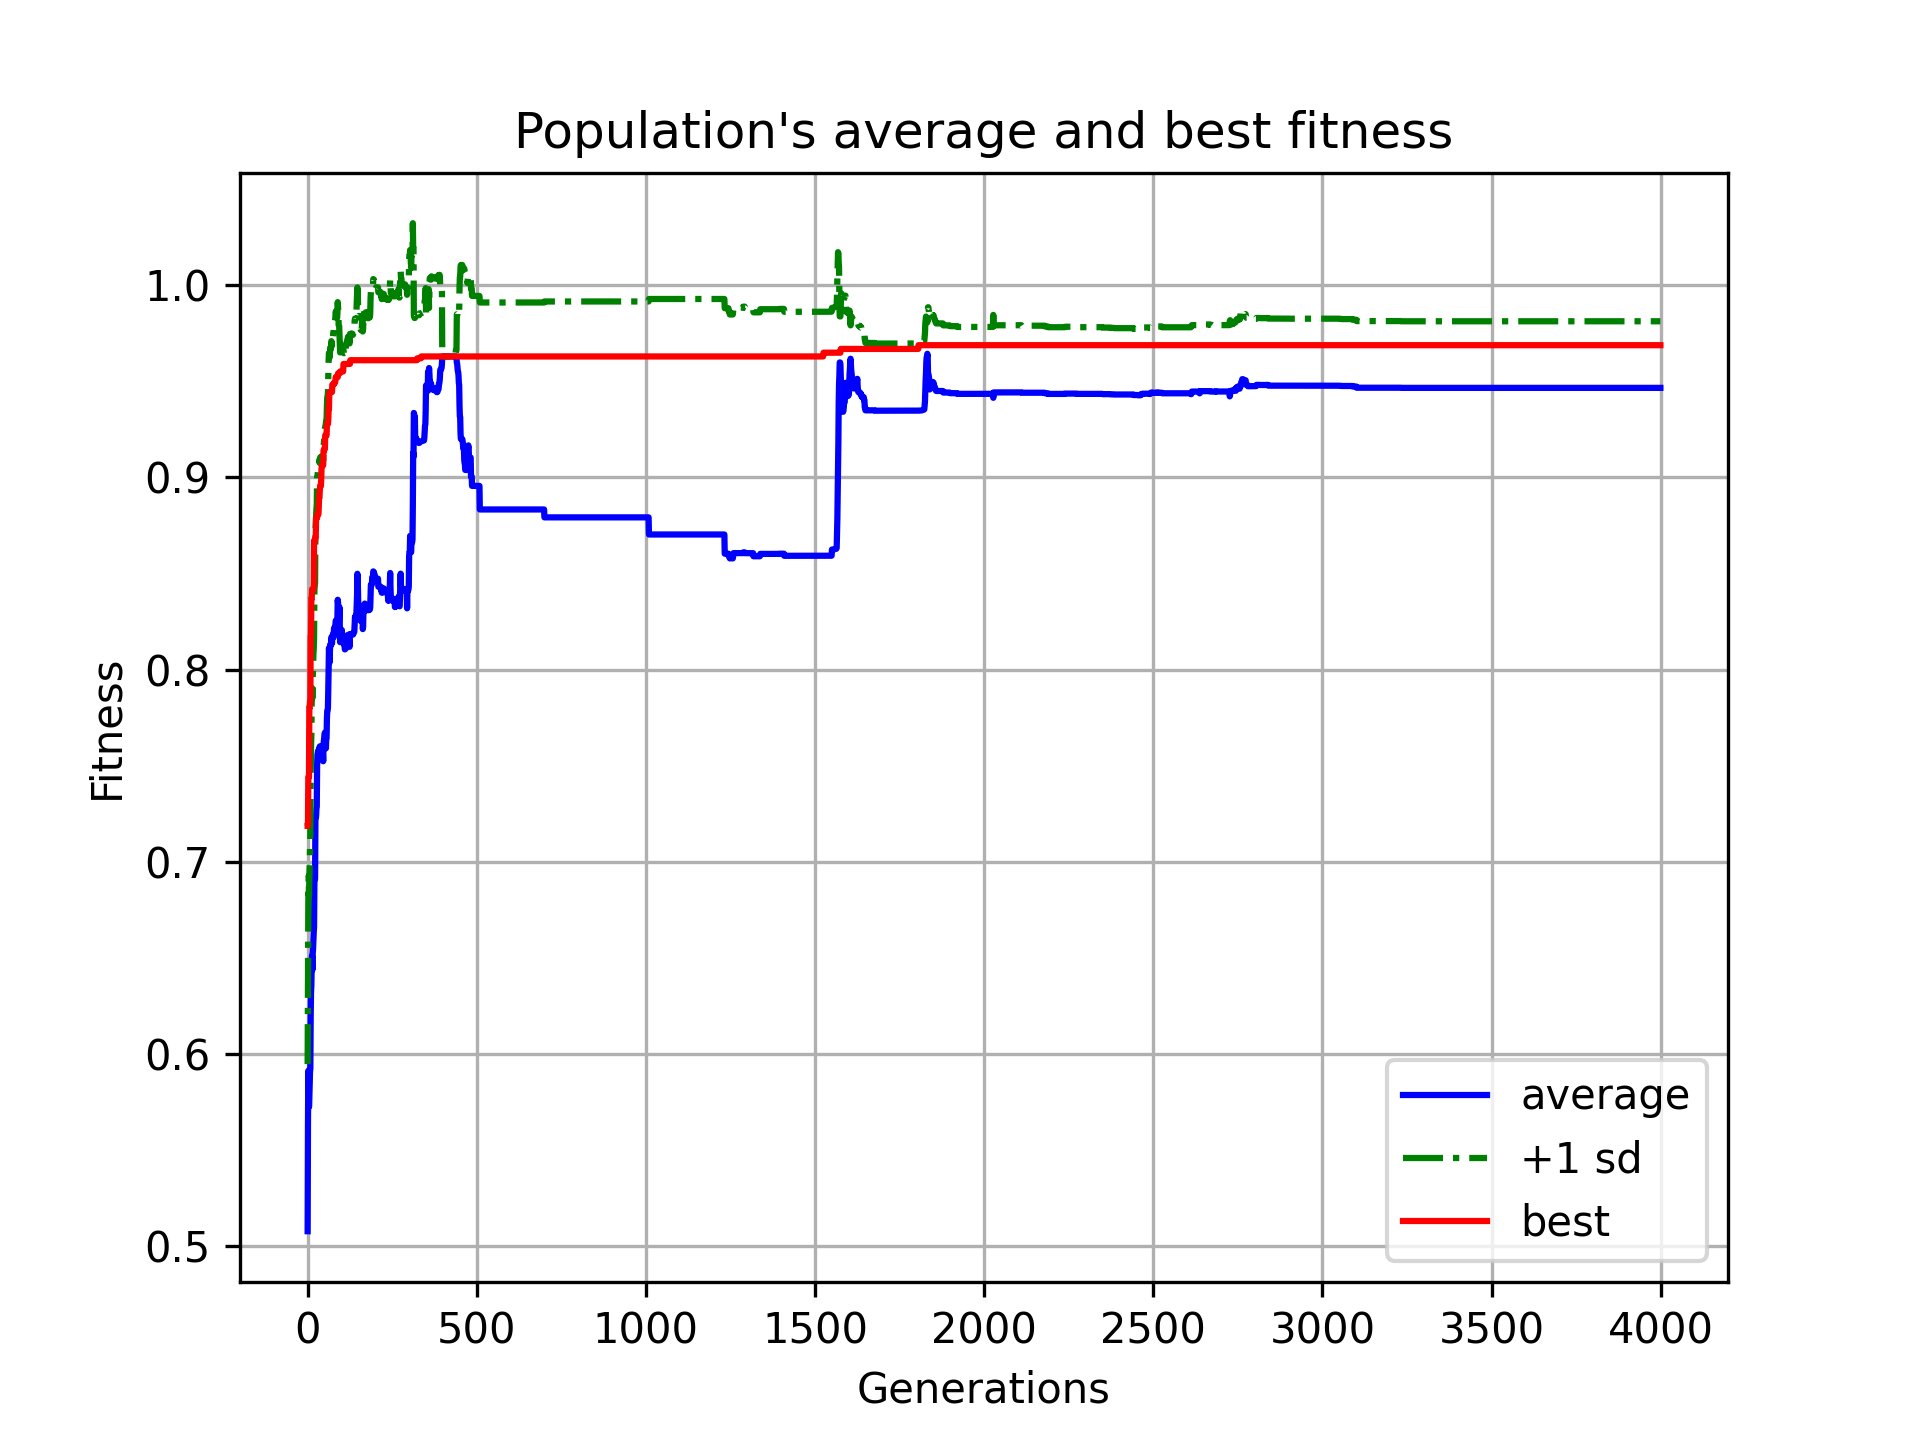 Population's average and best fitness
1.0
0.9
0.8
0.7
0.6
0.5
Fitness
0 500 1000 1500 2000 2500 3000 3500 4000
Generations
average
+1 sd
best